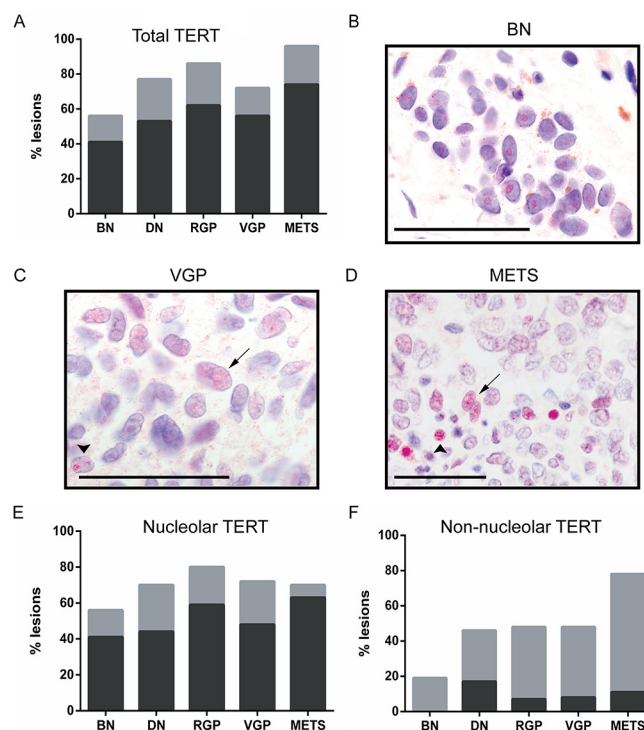 A
Total TERT
100
80
60
40
20
0
% lesions
BN DN RGP VGP METS
B
BN
C
VGP
D
METS
E
Nucleolar TERT
100
80
60
40
20
0
% lesions
BN DN RGP VGP METS
F
Non-nucleolar TERT
100
80
60
40
20
0
% lesions
BN DN RGP VGP METS